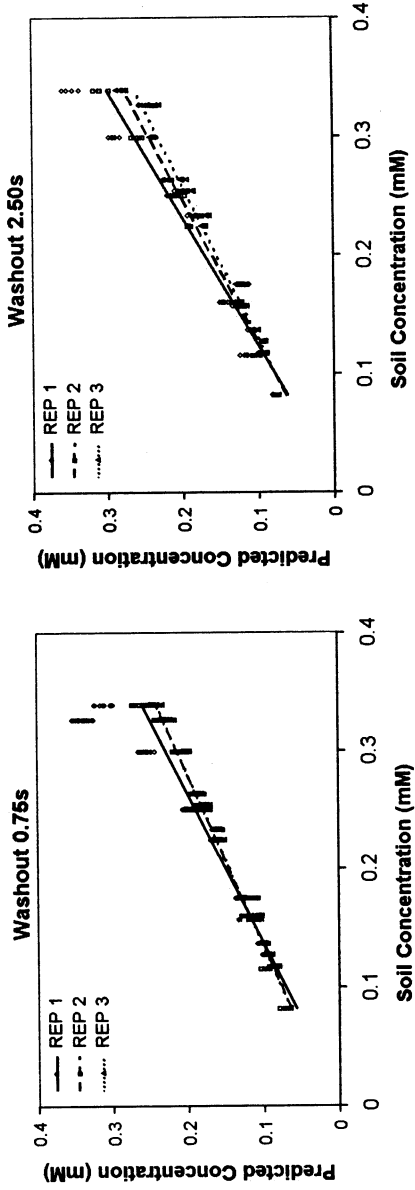 Washout 0.75s
Predicted Concentration (mM)
0.4
0.3
0.2
0.1
0
REP 1
REP 2
REP 3
0
0.1
0.2
0.3
0.4
Soil Concentration (mM)
Washout 2.50s
Predicted Concentration (mM)
0.4
0.3
0.2
0.1
0
REP 1
REP 2
REP 3
0
0.1
0.2
0.3
0.4
Soil Concentration (mM)